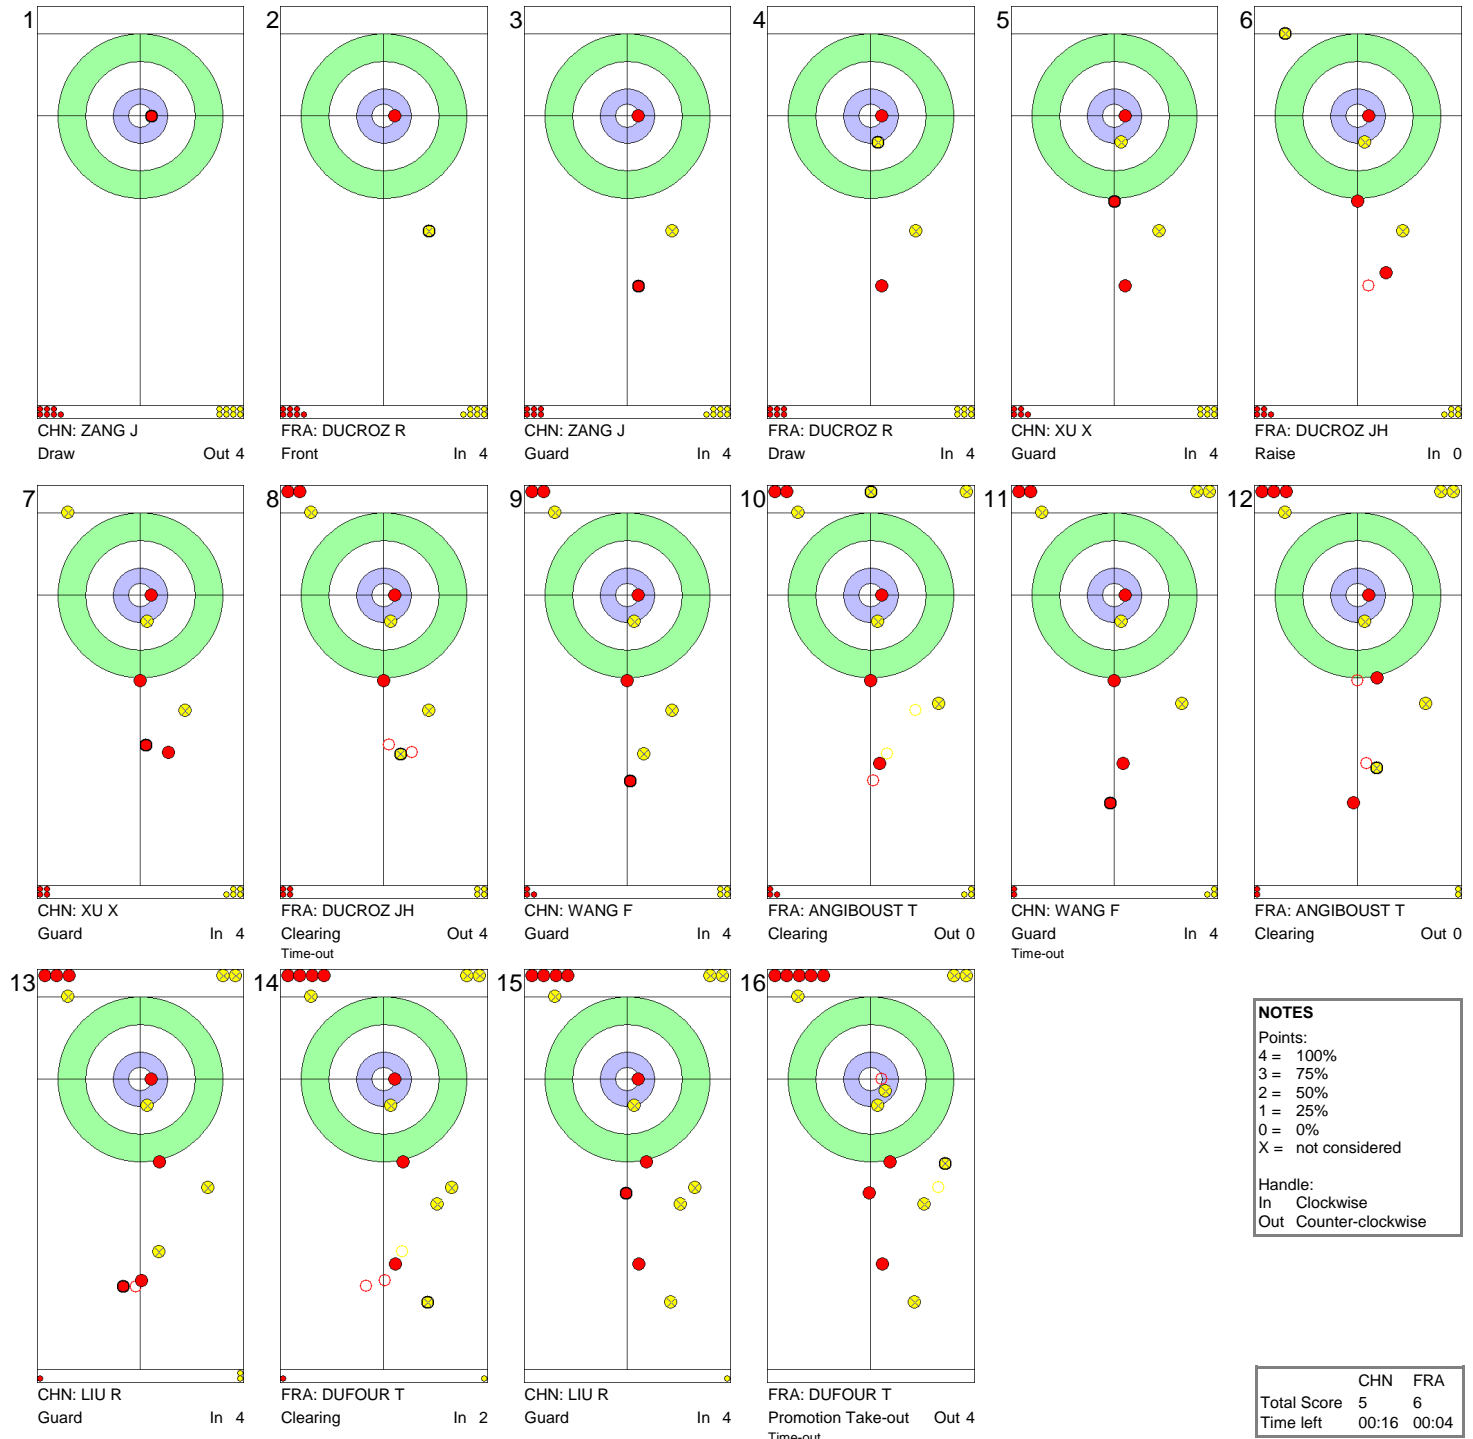 1
CHN: ZANG J
Draw Out 4
2
FRA: DUCROZ R
Front In 4
3
CHN: ZANG J
Guard In 4
4
FRA: DUCROZ R
Draw In 4
5
CHN: XU X
Guard In 4
6
FRA: DUCROZ JH
Raise In 0
7
CHN: XU X
Guard In 4
8
FRA: DUCROZ JH
Clearing Out 4
Time-out
9
CHN: WANG F
Guard In 4
10
FRA: ANGIBOUST T
Clearing Out 0
11
CHN: WANG F
Guard In 4
Time-out
12
FRA: ANGIBOUST T
Clearing Out 0
13
CHN: LIU R
Guard In 4
14
FRA: DUFOUR T
Clearing In 2
15
CHN: LIU R
Guard In 4
16
FRA: DUFOUR T
Promotion Take-out Out 4
Time-out
NOTES
Points:
4 = 100%
3 = 75%
2 = 50%
1 = 25%
0 = 0%
X = not considered
Handle:
In Clockwise
Out Counter-clockwise
CHN FRA
Total Score 5 6
Time left 00:16 00:04